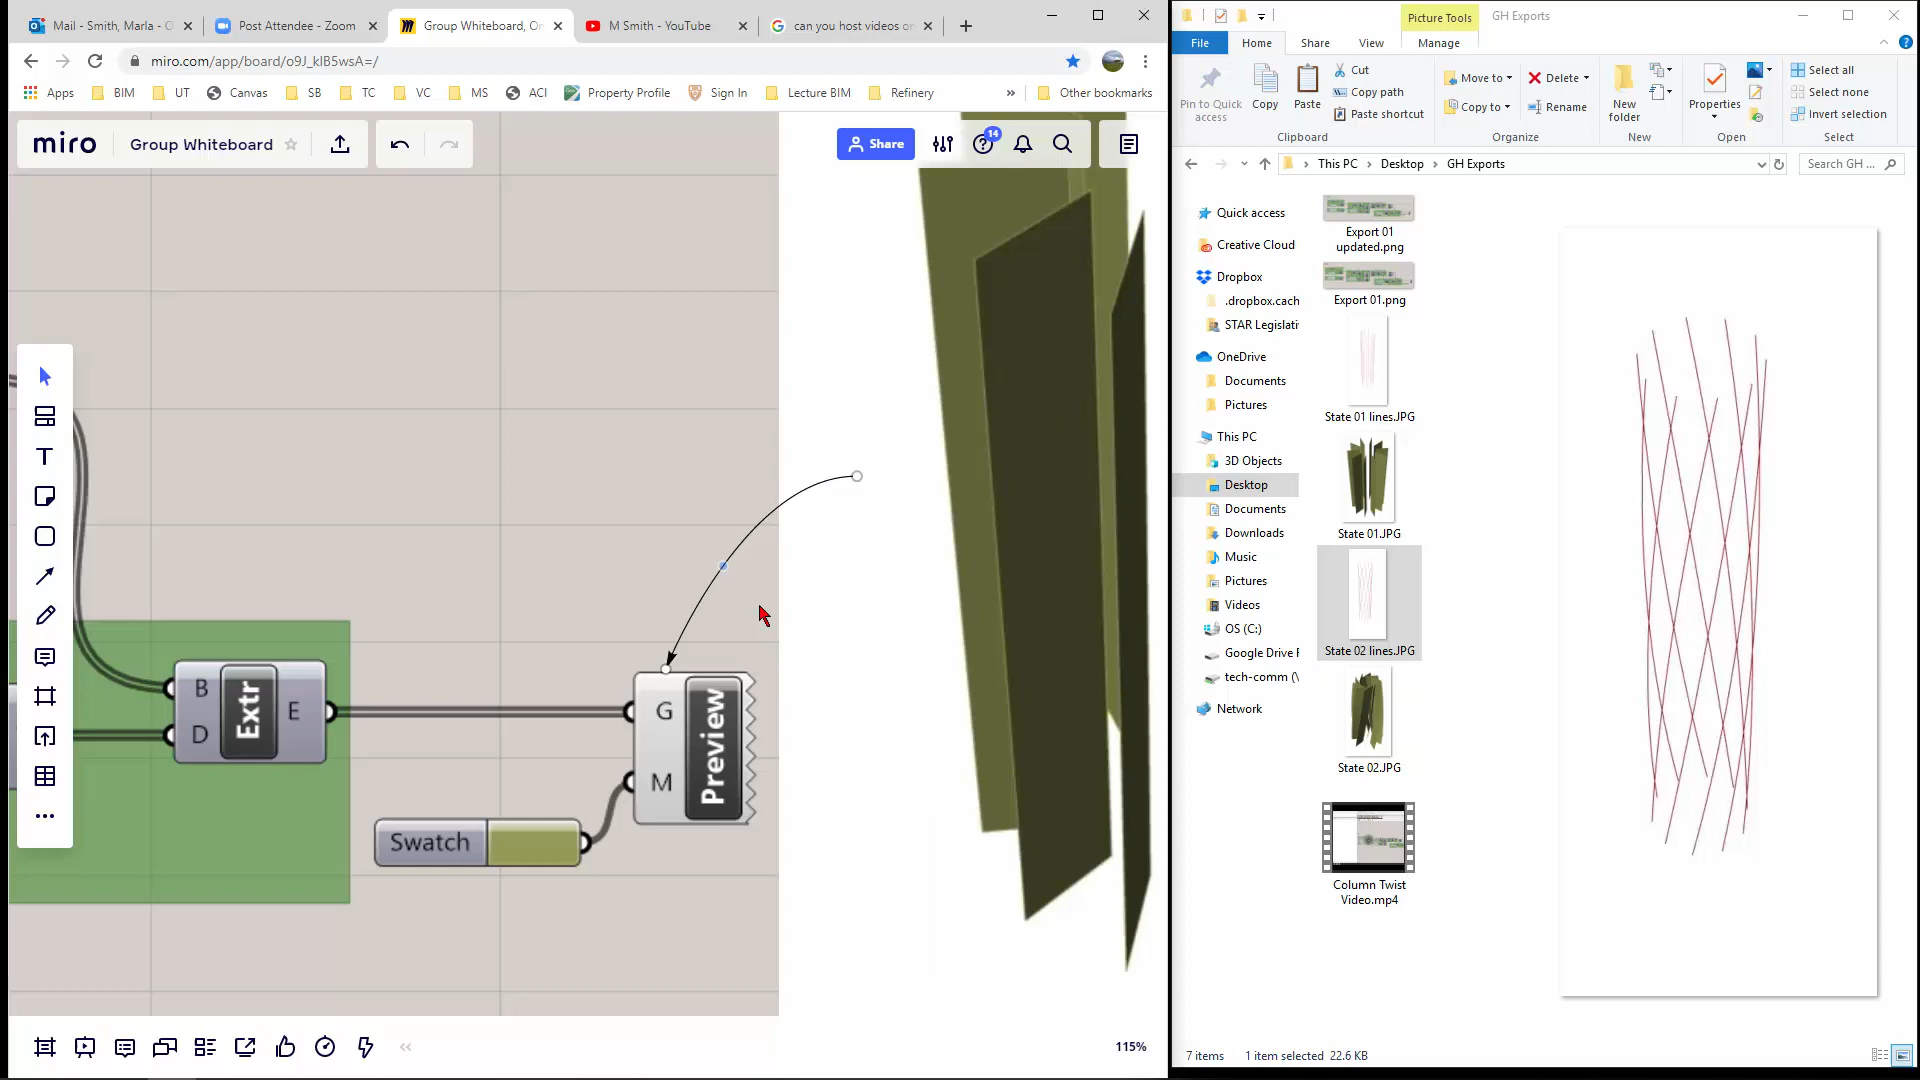 Mail - Smith, Marla - O
Post Attendee - Zoom
Group Whiteboard, On
M Smith - YouTube
can you host videos on
miro.com/app/board/o9J_klB5wsA=/
Apps
BIM
UT
Canvas
SB
TC
VC
MS
ACI
Property Profile
Sign In
Lecture BIM
Refinery
»
Other bookmarks
miro
Group Whiteboard
Share
14
B
D
Extr
E
G
M
Preview
Swatch
115%
Picture Tools
GH Exports
File
Home
Share
View
Manage
Pin to Quick
access
Copy
Paste
Cut
Copy path
Paste shortcut
Clipboard
Move to
Copy to
Delete
Rename
Organize
New
folder
New
Properties
Open
Select all
Select none
Invert selection
Select
This PC
Desktop
GH Exports
Search GH ...
Quick access
Creative Cloud
Dropbox
.dropbox.cach
STAR Legislati
OneDrive
Documents
Pictures
This PC
3D Objects
Desktop
Documents
Downloads
Music
Pictures
Videos
OS (C:)
Google Drive F
tech-comm (\
Network
Export 01
updated.png
Export 01.png
State 01 lines.JPG
State 01.JPG
State 02 lines.JPG
State 02.JPG
Column Twist
Video.mp4
7 items
1 item selected 22.6 KB